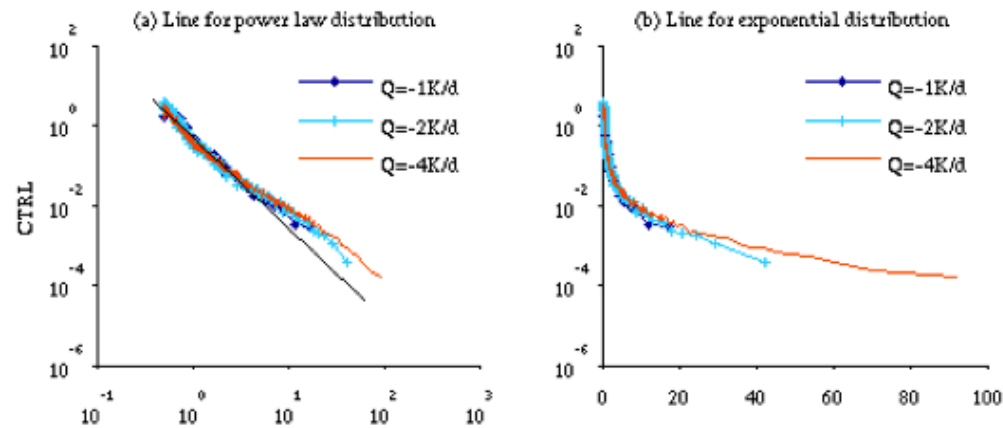 (a) Line for power law distribution
10^2
10^0
10^-2
10^-4
10^-6
CTRL
Q=-1K/d
Q=-2K/d
Q=-4K/d
10^-1 10^0 10^1 10^2 10^3
(b) Line for exponential distribution
10^2
10^0
10^-2
10^-4
10^-6
Q=-1K/d
Q=-2K/d
Q=-4K/d
0 20 40 60 80 100